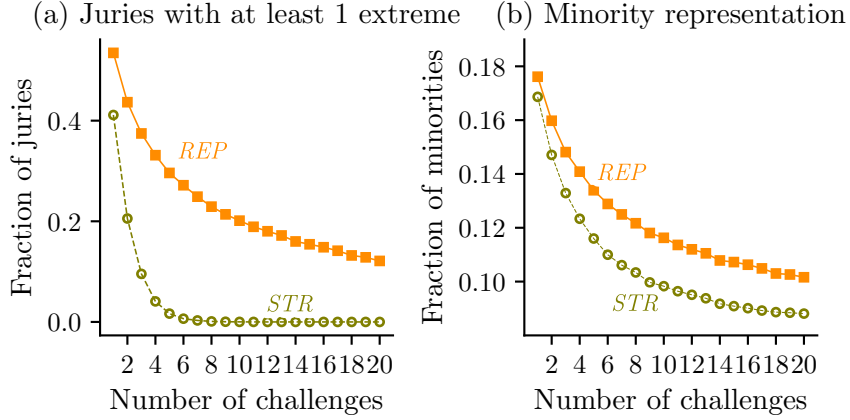 (a) Juries with at least 1 extreme
Fraction of juries
0.4
0.2
0.0
REP
STR
2 4 6 8 10 12 14 16 18 20
Number of challenges
(b) Minority representation
Fraction of minorities
0.18
0.16
0.14
0.12
0.10
REP
STR
2 4 6 8 10 12 14 16 18 20
Number of challenges